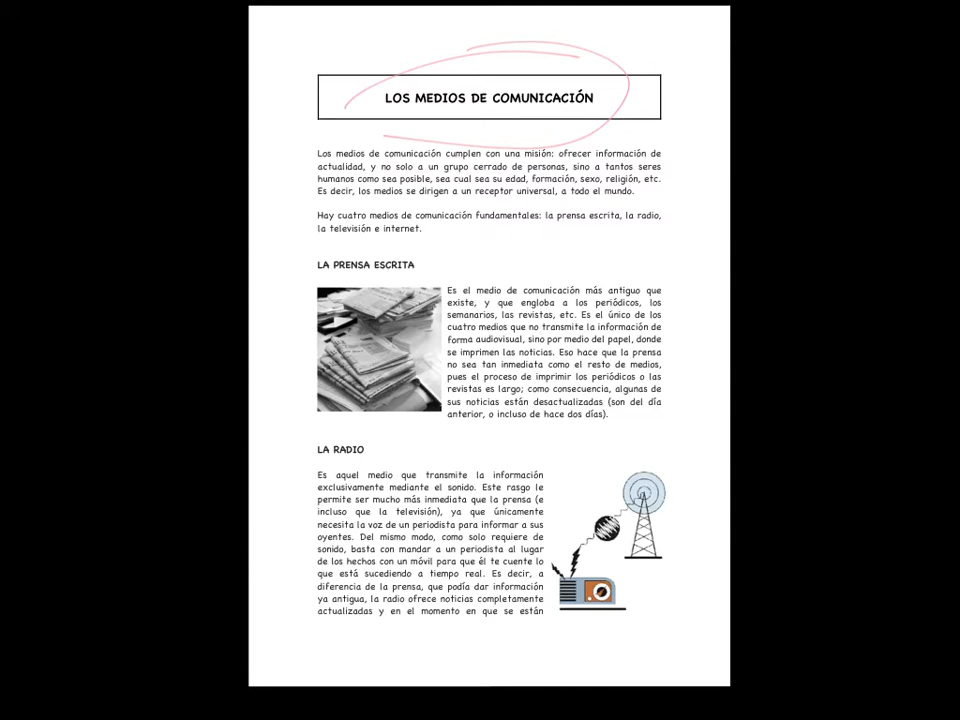 LOS MEDIOS DE COMUNICACIÓN
Los medios de comunicación cumplen con una misión: ofrecer información de
actualidad, y no solo a un grupo cerrado de personas, sino a tantos seres
humanos como sea posible, sea cual sea su edad, formación, sexo, religión, etc.
Es decir, los medios se dirigen a un receptor universal, a todo el mundo.
Hay cuatro medios de comunicación fundamentales: la prensa escrita, la radio,
la televisión e internet.
LA PRENSA ESCRITA
Es el medio de comunicación más antiguo que
existe, y que engloba a los periódicos, los
semanarios, las revistas, etc. Es el único de los
cuatro medios que no transmite la información de
forma audiovisual, sino por medio del papel, donde
se imprimen las noticias. Eso hace que la prensa
no sea tan inmediata como el resto de medios,
pues el proceso de imprimir los periódicos o las
revistas es largo; como consecuencia, algunas de
sus noticias están desactualizadas (son del día
anterior, o incluso de hace dos días).
LA RADIO
Es aquel medio que transmite la información
exclusivamente mediante el sonido. Este rasgo le
permite ser mucho más inmediata que la prensa (e
incluso que la televisión), ya que únicamente
necesita la voz de un periodista para informar a sus
oyentes. Del mismo modo, como solo requiere de
sonido, basta con mandar a un periodista al lugar
de los hechos con un móvil para que él te cuente lo
que está sucediendo a tiempo real. Es decir, a
diferencia de la prensa, que podía dar información
ya antigua, la radio ofrece noticias completamente
actualizadas y en el momento en que se están